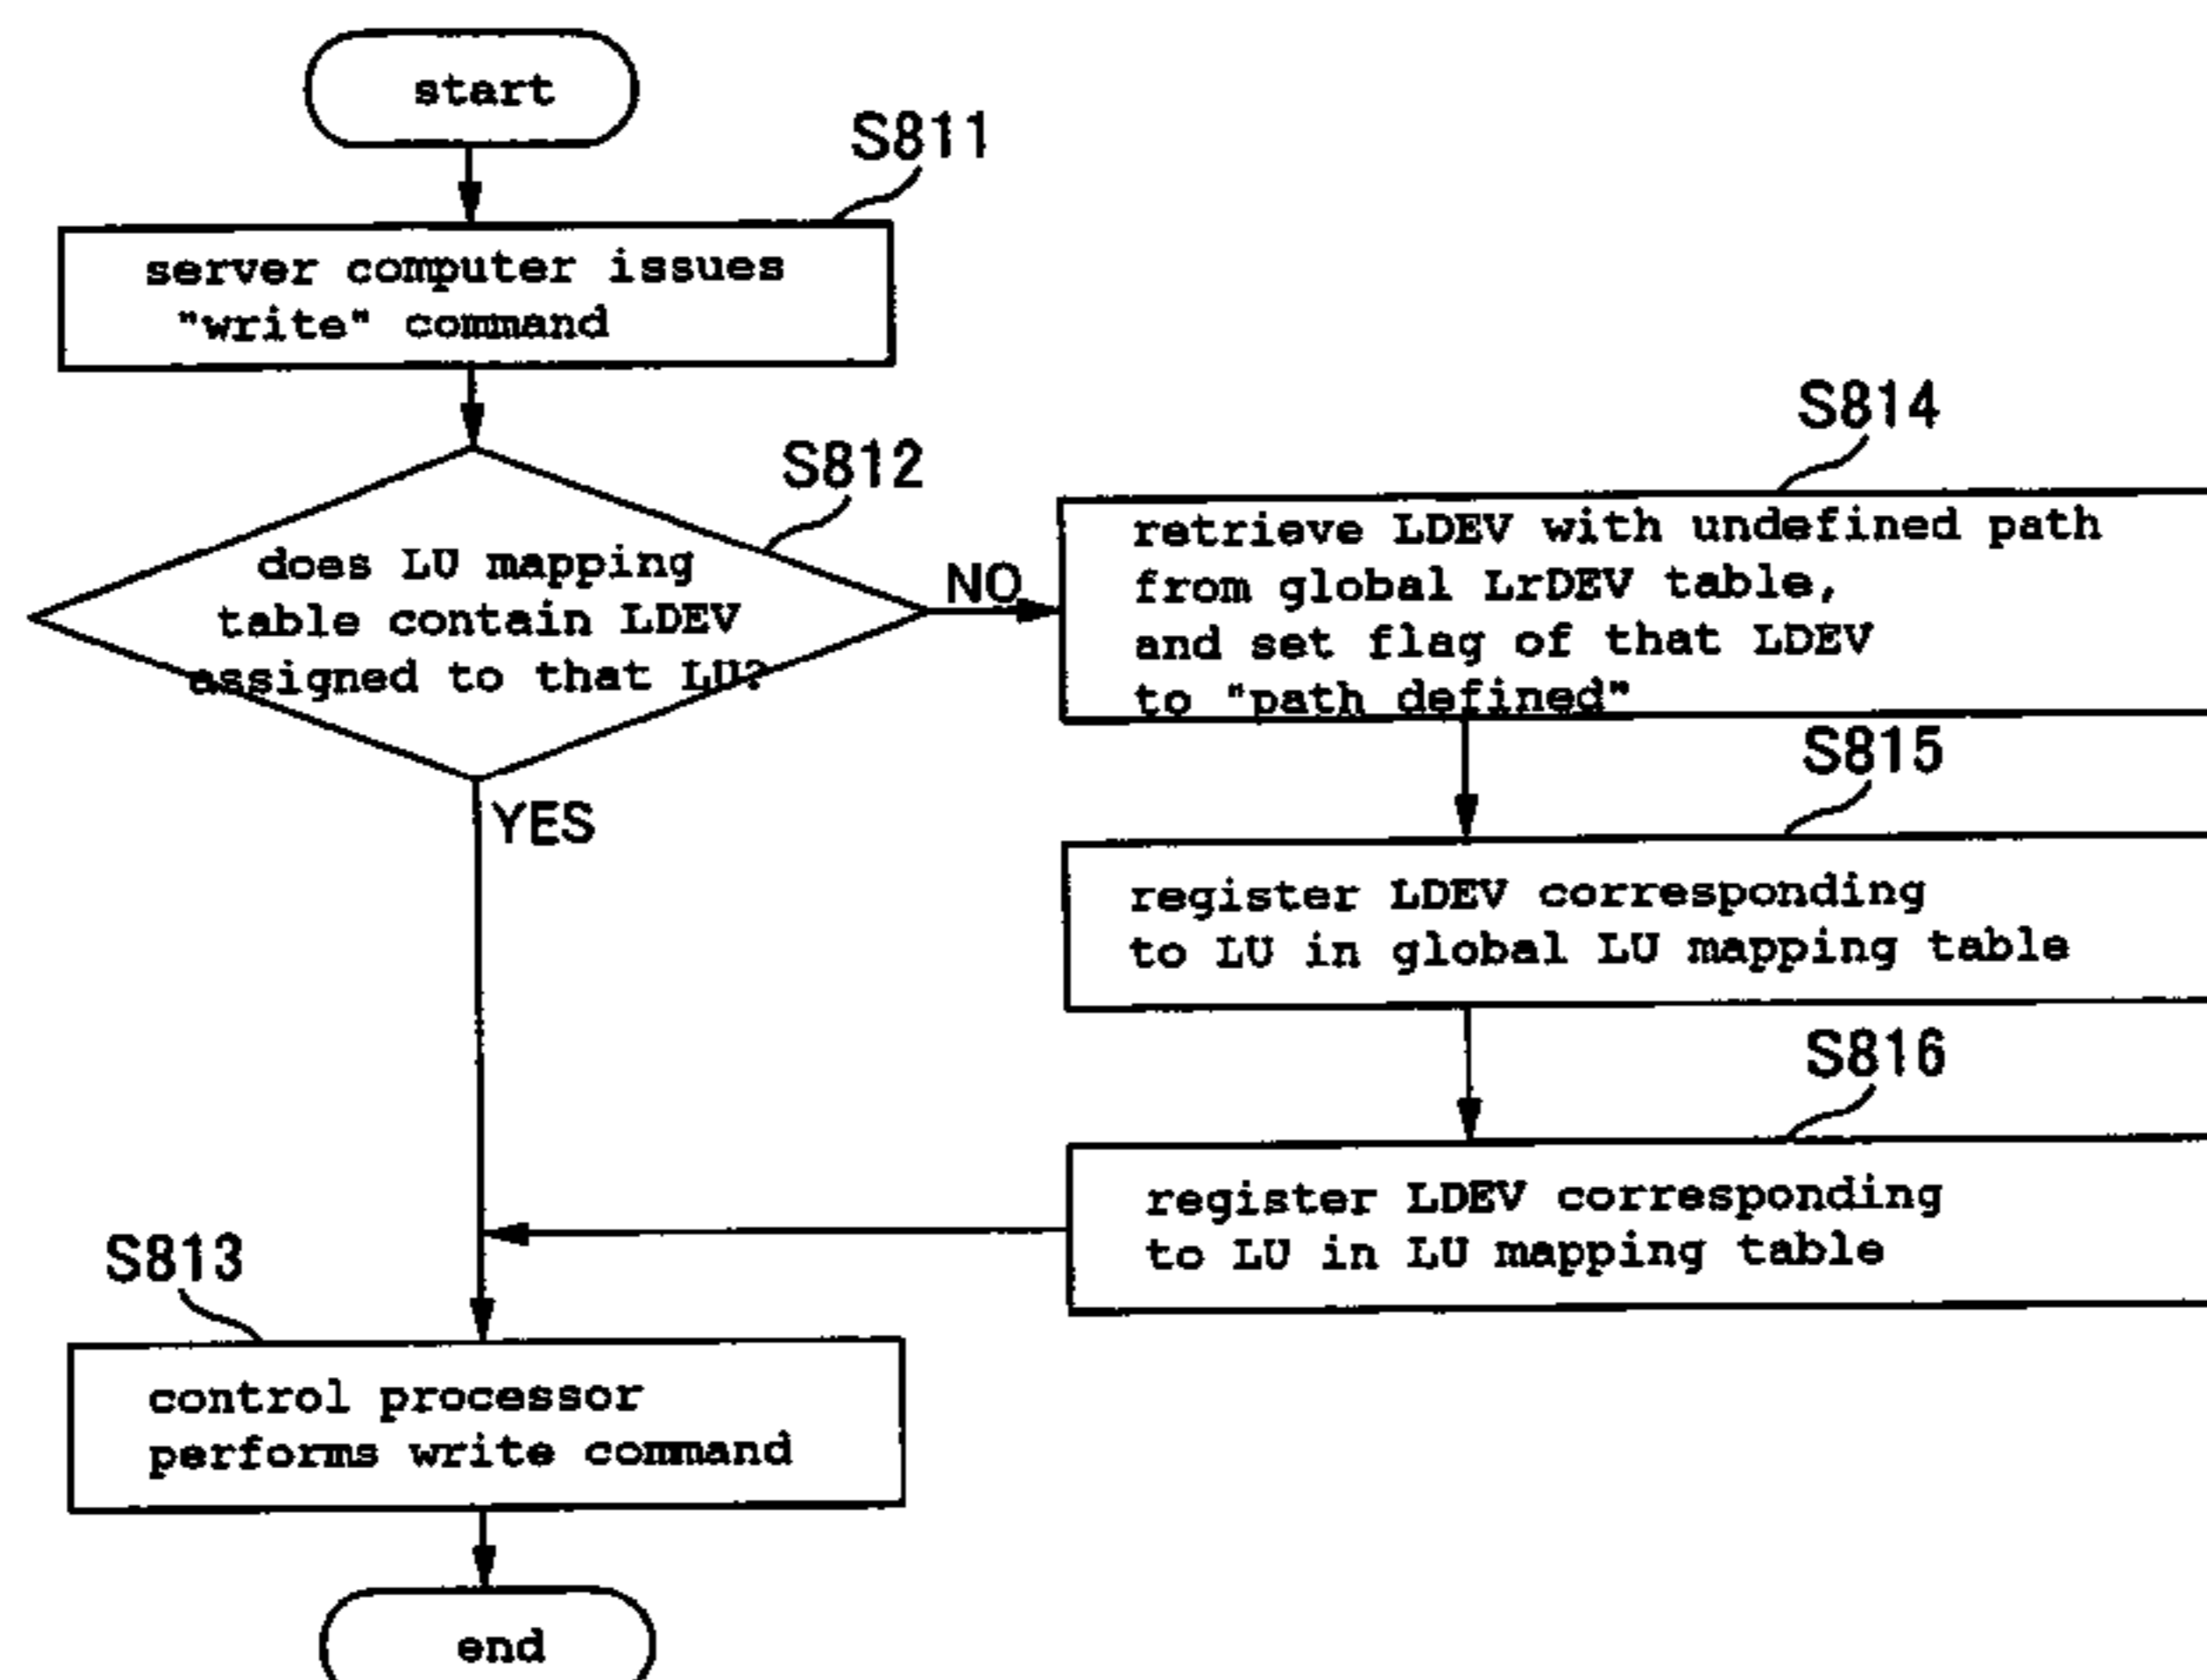 start
S811
server computer issues
"write" command
S812
does LU mapping
table contain LDEV
assigned to that LU?
NO
YES
S814
retrieve LDEV with undefined path
from global LrDEV table,
and set flag of that LDEV
to "path defined"
S815
register LDEV corresponding
to LU in global LU mapping table
S816
register LDEV corresponding
to LU in LU mapping table
S813
control processor
performs write command
end